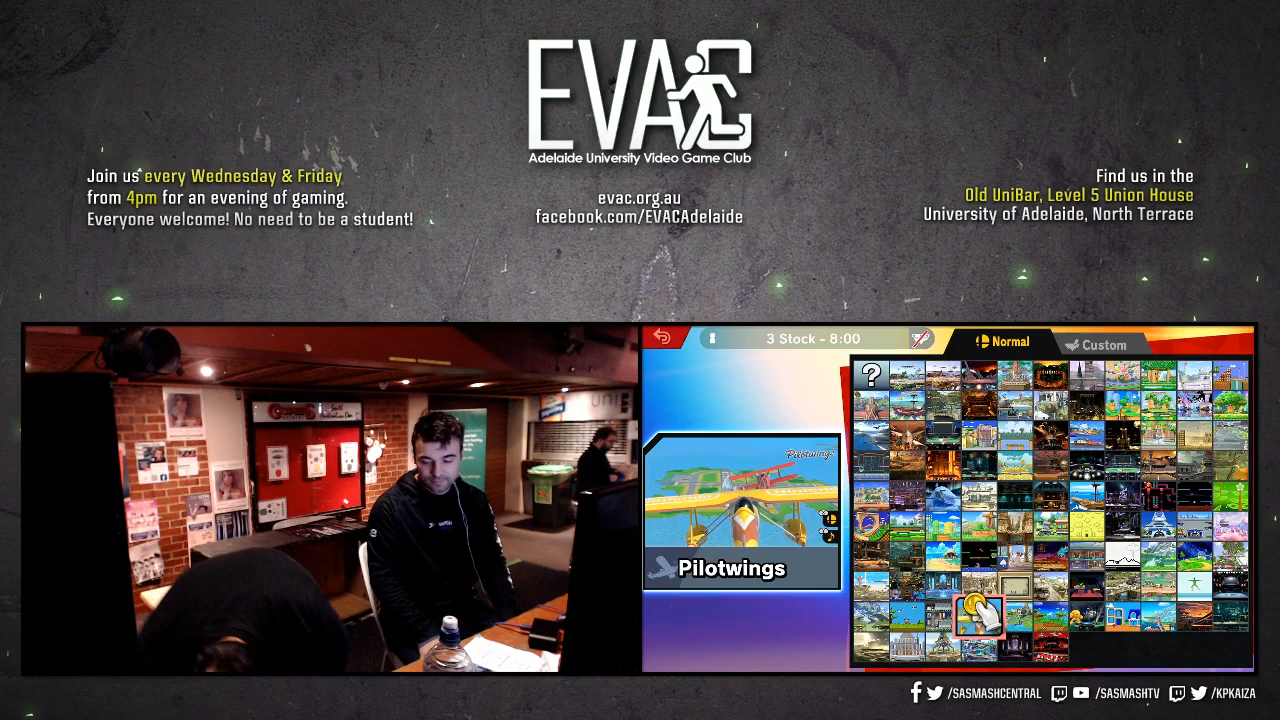 EVAC
Adelaide University Video Game Club
Join us every Wednesday & Friday
from 4pm for an evening of gaming.
Everyone welcome! No need to be a student!
evac.org.au
facebook.com/EVACAdelaide
Find us in the
Old UniBar, Level 5 Union House
University of Adelaide, North Terrace
3 Stock - 8:00
Normal
Custom
?
Pilotwings
Pilotwings
/SASMASHCENTRAL
/SASMASHTV
/KPKAIZA